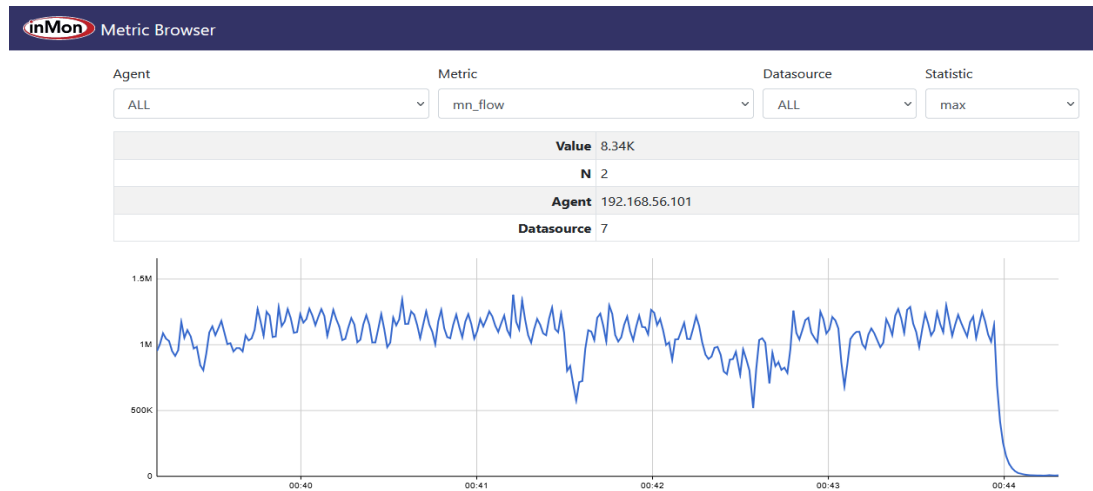 inMon Metric Browser
Agent Metric Datasource Statistic
ALL mn_flow ALL max
Value 8.34K
N 2
Agent 192.168.56.101
Datasource 7
1.5M
1M
500K
0
00:40 00:41 00:42 00:43 00:44